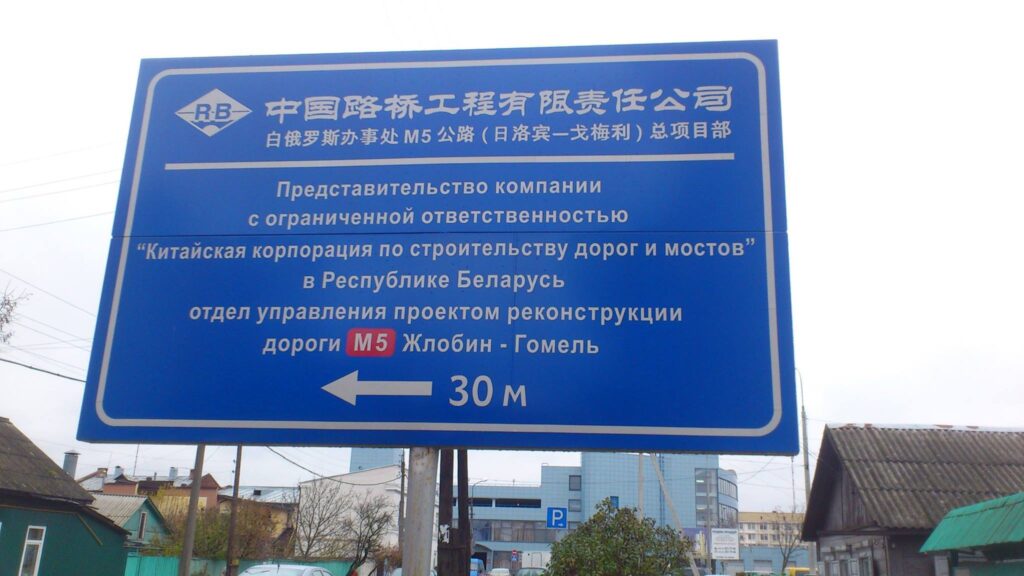 R-B 中国路桥工程有限责任公司
白俄罗斯办事处 M5 公路（日洛宾—戈梅利）总项目部
Представительство компании
с ограниченной ответственностью
“Китайская корпорация по строительству дорог и мостов”
в Республике Беларусь
отдел управления проектом реконструкции
дороги М5 Жлобин - Гомель
30 м
P